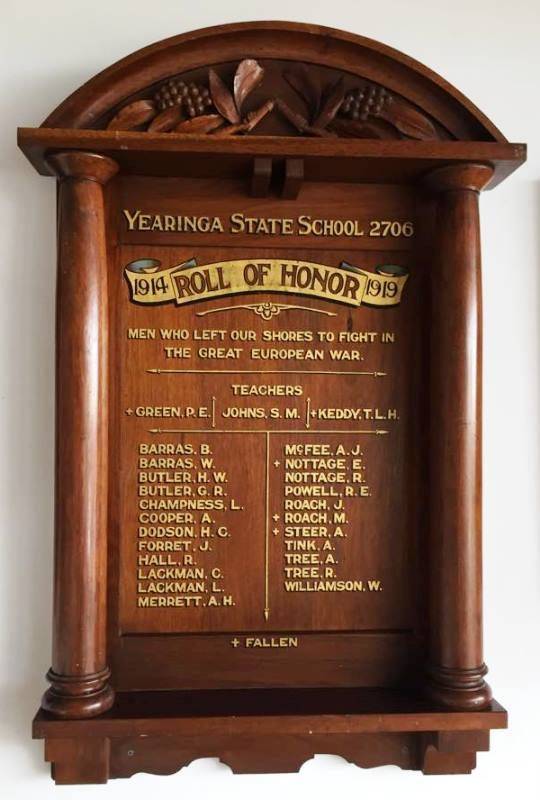 YEARINGA STATE SCHOOL 2706
1914 ROLL OF HONOR 1919
MEN WHO LEFT OUR SHORES TO FIGHT IN
THE GREAT EUROPEAN WAR.
TEACHERS
+ GREEN, P. E. JOHNS, S. M. + KEDDY, T. L. H.
BARRAS, B.
BARRAS, W.
BUTLER, H. W.
BUTLER, G. R.
CHAMPNESS, L.
COOPER, A.
DODSON, H. C.
FORRET, J.
HALL, R.
LACKMAN, C.
LACKMAN, L.
MERRETT, A. H.
McFEE, A. J.
+ NOTTAGE, E.
NOTTAGE, R.
POWELL, R. E.
ROACH, J.
+ ROACH, M.
+ STEER, A.
TINK, A.
TREE, A.
TREE, R.
WILLIAMSON, W.
+ FALLEN